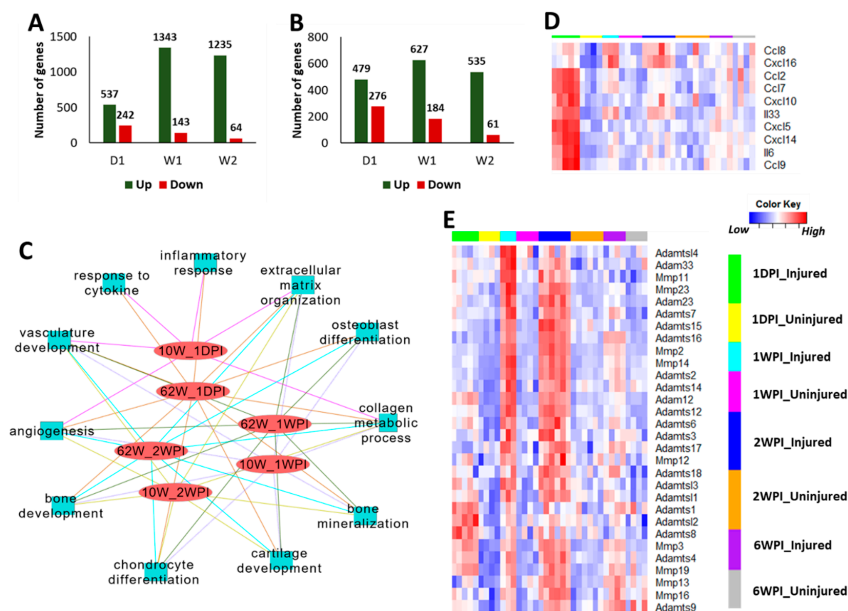 A
Number of genes
1500
1000
500
0
537
242
1343
143
1235
64
D1
W1
W2
Up
Down
B
Number of genes
800
600
400
200
0
479
276
627
184
535
61
D1
W1
W2
Up
Down
C
inflammatory
response
response to
cytokine
extracellular
matrix
organization
vasculature
development
osteoblast
differentiation
10W_1DPI
62W_1DPI
angiogenesis
62W_1WPI
collagen
metabolic
process
62W_2WPI
10W_1WPI
10W_2WPI
bone
development
bone
mineralization
chondrocyte
differentiation
cartilage
development
D
Ccl8
Cxcl16
Ccl2
Ccl7
Cxcl10
Il33
Cxcl5
Cxcl14
Il6
Ccl9
Color Key
Low
High
E
Adamtsl4
Adam33
Mmp11
Mmp23
Adam23
Adamts7
Adamts15
Adamts16
Mmp2
Mmp14
Adamts2
Adamts14
Adam12
Adamts12
Adamts6
Adamts3
Adamts17
Mmp12
Adamts18
Adamtsl3
Adamtsl1
Adamts1
Adamtsl2
Adamts8
Mmp3
Adamts4
Mmp19
Mmp13
Mmp16
Adamts9
1DPI_Injured
1DPI_Uninjured
1WPI_Injured
1WPI_Uninjured
2WPI_Injured
2WPI_Uninjured
6WPI_Injured
6WPI_Uninjured